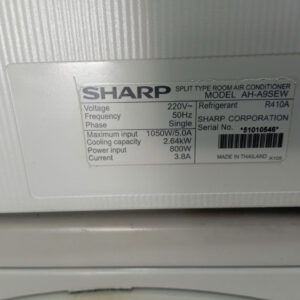 SHARP SPLIT TYPE ROOM AIR CONDITIONER
MODEL AH-A9SEW
Voltage 220V~
Frequency 50Hz
Phase Single
Refrigerant R410A
Maximum input 1050W/5.0A
Cooling capacity 2.64kW
Power input 800W
Current 3.8A
SHARP CORPORATION
Serial No. *51010546*
MADE IN THAILAND